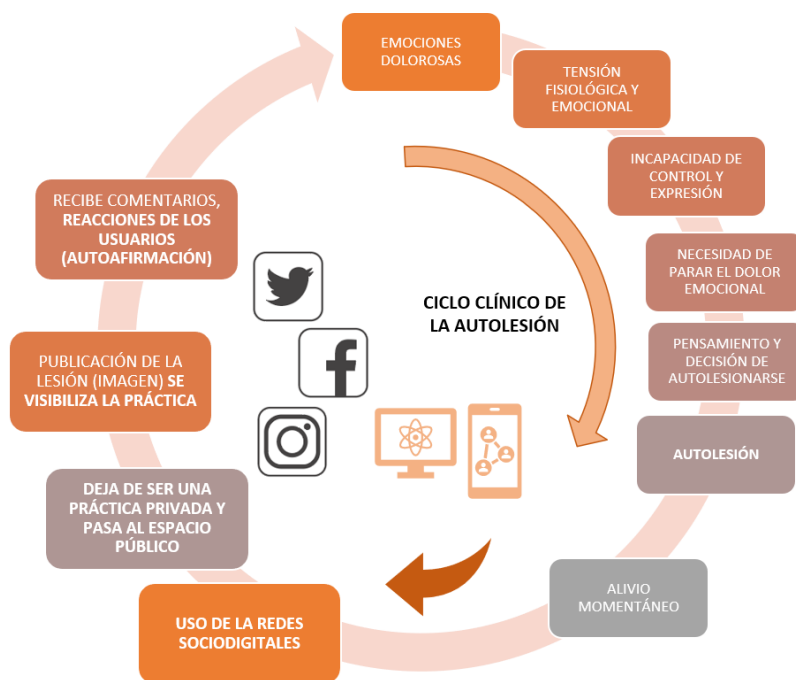 EMOCIONES
DOLOROSAS
TENSIÓN
FISIOLÓGICA Y
EMOCIONAL
INCAPACIDAD DE
CONTROL Y
EXPRESIÓN
NECESIDAD DE
PARAR EL DOLOR
EMOCIONAL
PENSAMIENTO Y
DECISIÓN DE
AUTOLESIONARSE
AUTOLESIÓN
ALIVIO
MOMENTÁNEO
USO DE LA REDES
SOCIODIGITALES
DEJA DE SER UNA
PRÁCTICA PRIVADA Y
PASA AL ESPACIO
PÚBLICO
PUBLICACIÓN DE LA
LESIÓN (IMAGEN) SE
VISIBILIZA LA PRÁCTICA
RECIBE COMENTARIOS,
REACCIONES DE LOS
USUARIOS
(AUTOAFIRMACIÓN)
CICLO CLÍNICO DE
LA AUTOLESIÓN